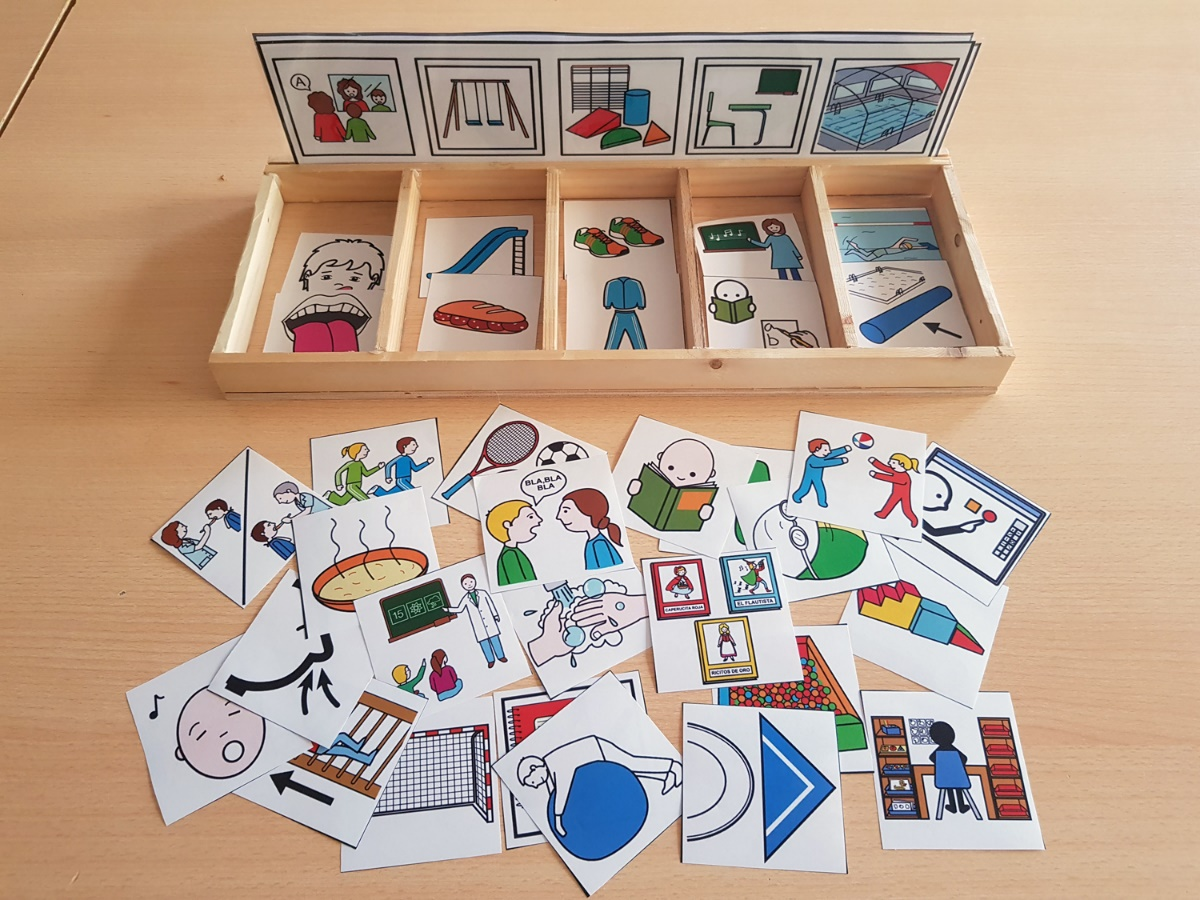 A
BLA, BLA
BLA
15
CAPERUCITA ROJA
EL FLAUTISTA
RICITOS DE ORO